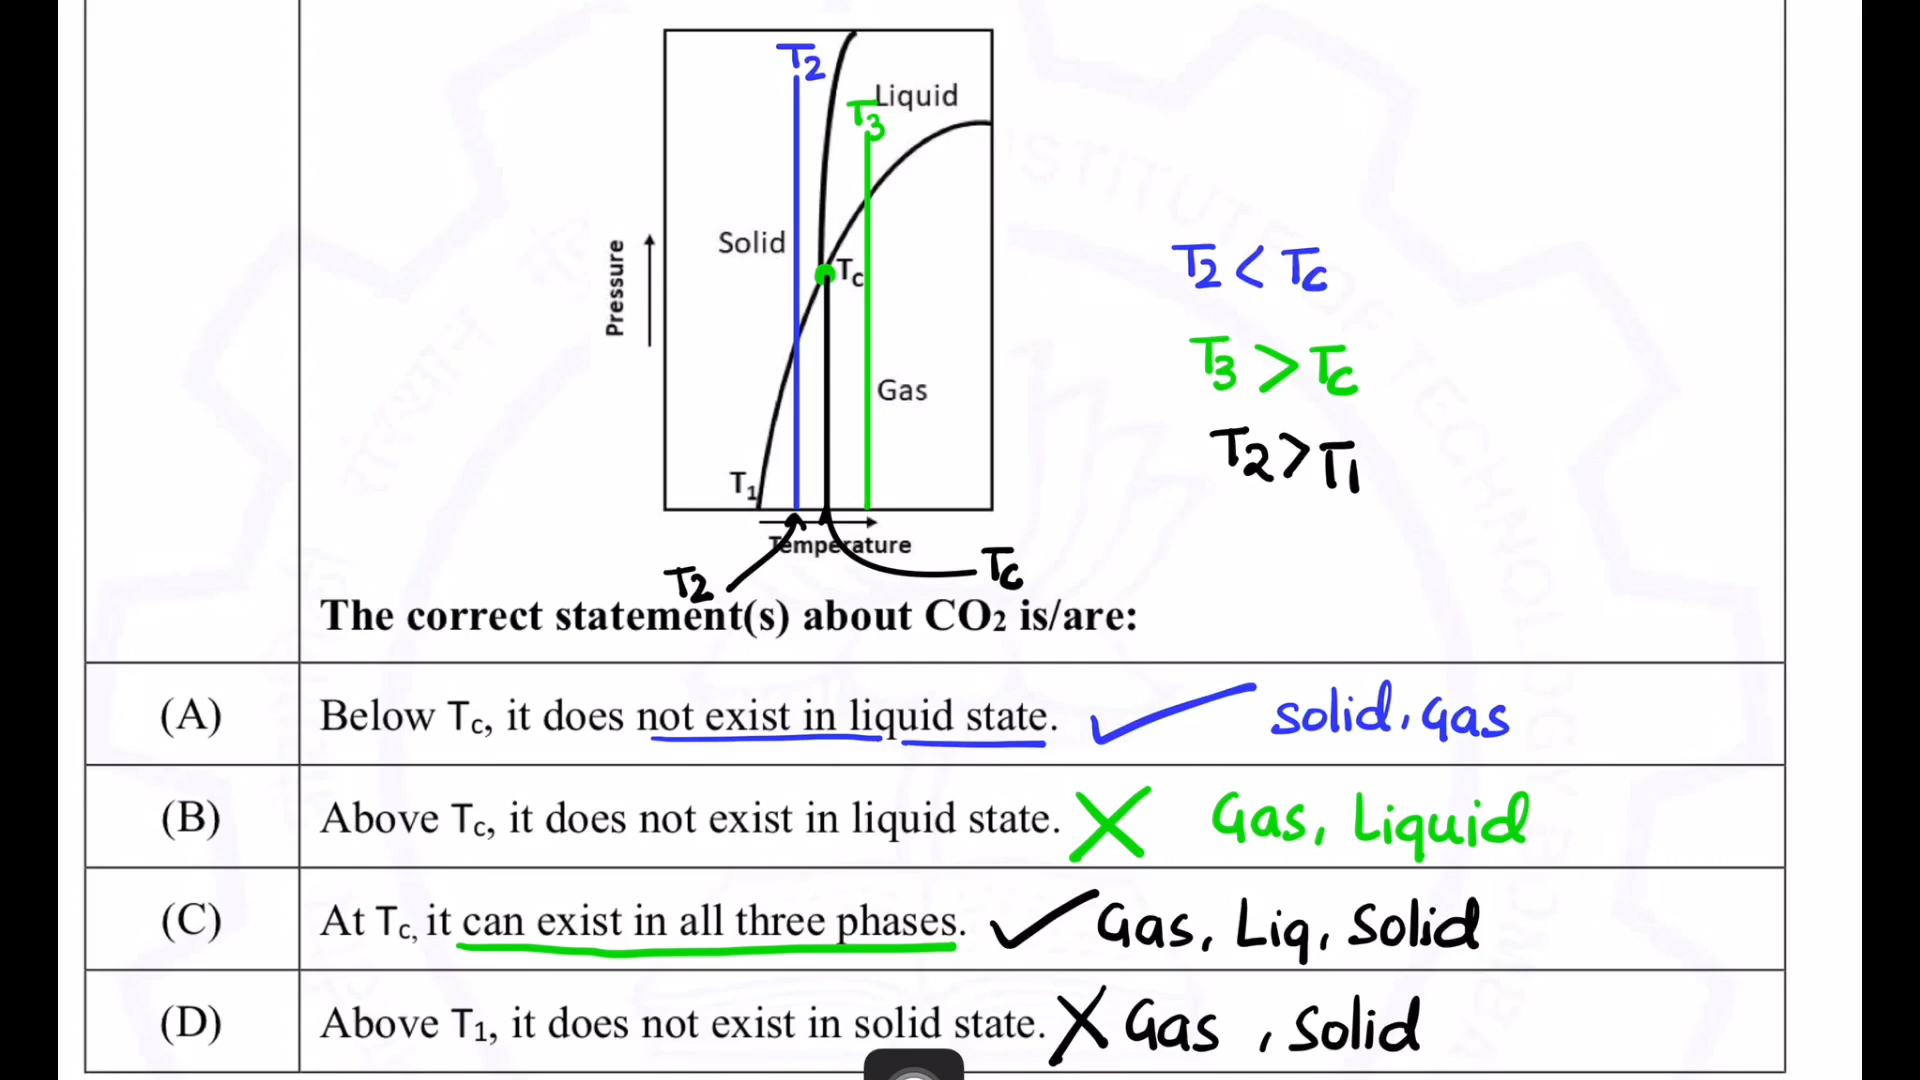 T2
Liquid
T3
Solid
Tc
Pressure
Gas
T1
Temperature
T2
Tc
T2 < Tc
T3 > Tc
T2 > T1
The correct statement(s) about CO2 is/are:
(A) Below Tc, it does not exist in liquid state. Solid, Gas
(B) Above Tc, it does not exist in liquid state. Gas, Liquid
(C) At Tc, it can exist in all three phases. Gas, Liq, Solid
(D) Above T1, it does not exist in solid state. Gas, Solid
STITUTE OF TECHNOLOGY